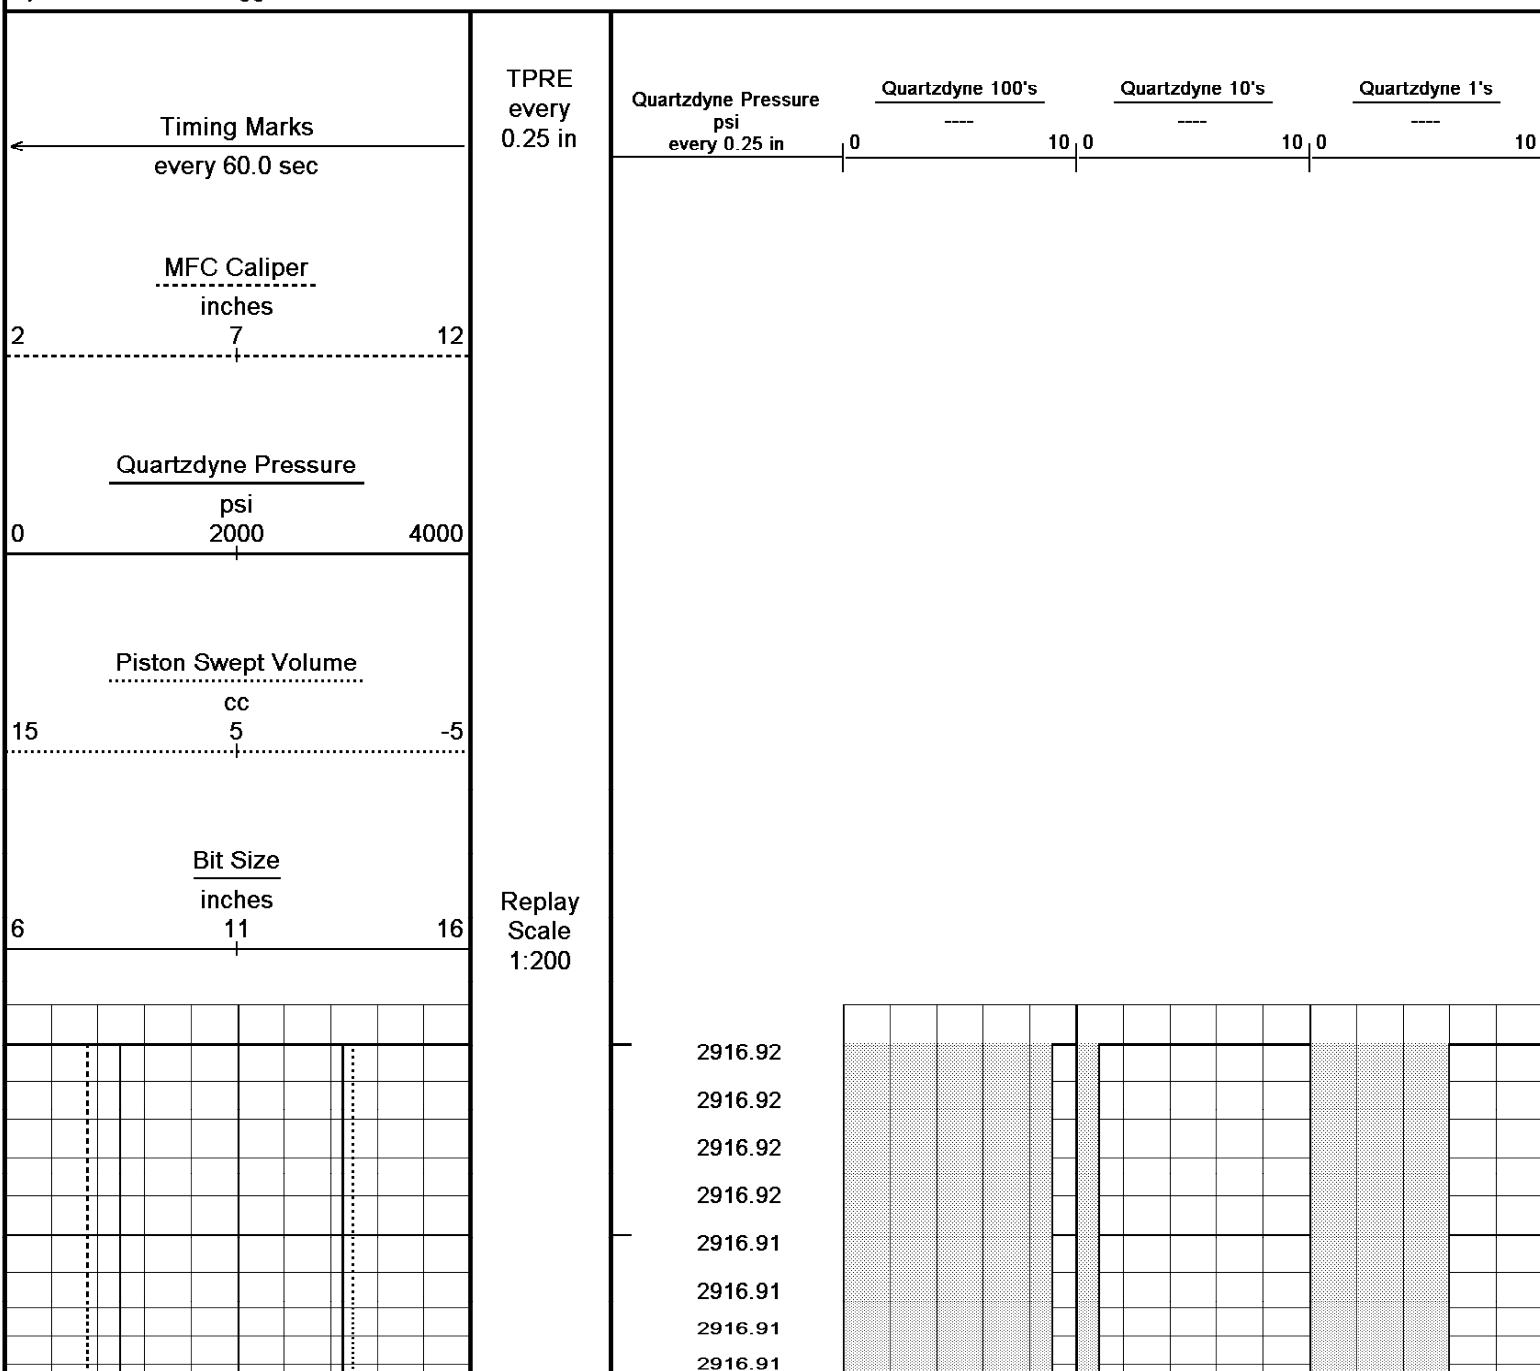 Timing Marks
every 60.0 sec
MFC Caliper
inches
2 7 12
Quartzdyne Pressure
psi
0 2000 4000
Piston Swept Volume
cc
15 5 -5
Bit Size
inches
6 11 16
TPRE
every
0.25 in
Replay
Scale
1:200
Quartzdyne Pressure
psi
every 0.25 in
Quartzdyne 100's
----
0 10
Quartzdyne 10's
----
0 10
Quartzdyne 1's
----
0 10
2916.92
2916.92
2916.92
2916.92
2916.91
2916.91
2916.91
2916.91